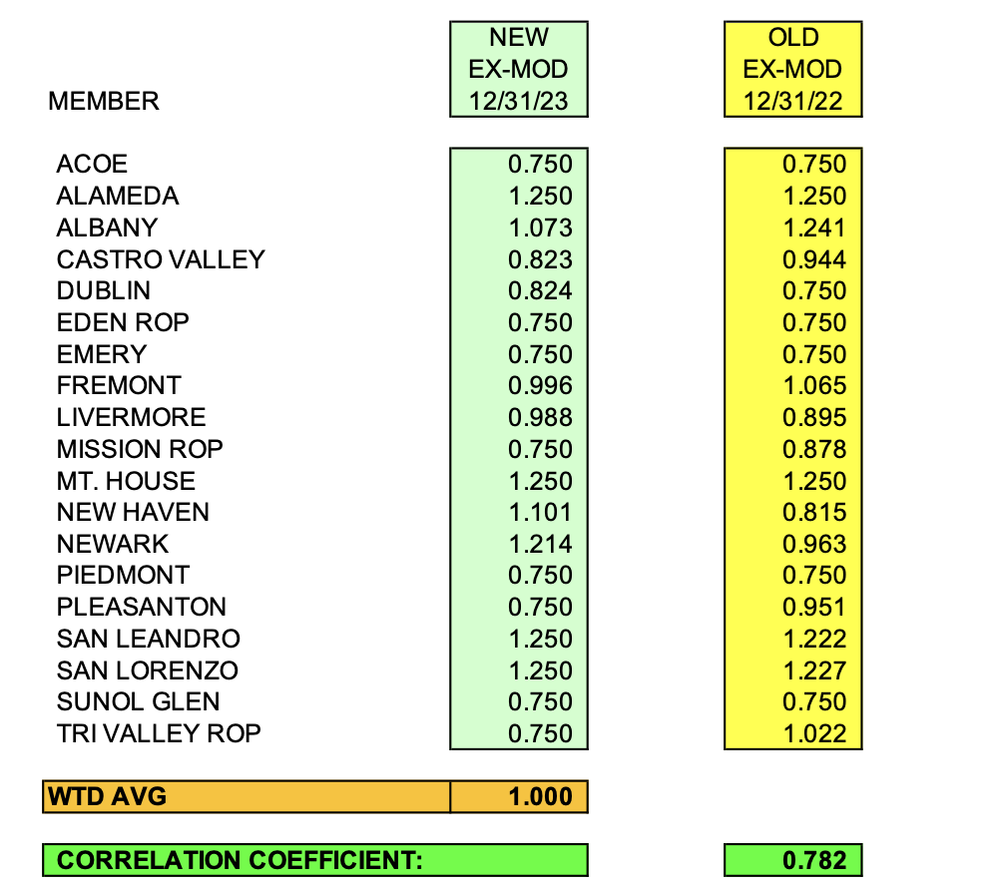 NEW OLD
EX-MOD EX-MOD
MEMBER 12/31/23 12/31/22
ACOE 0.750 0.750
ALAMEDA 1.250 1.250
ALBANY 1.073 1.241
CASTRO VALLEY 0.823 0.944
DUBLIN 0.824 0.750
EDEN ROP 0.750 0.750
EMERY 0.750 0.750
FREMONT 0.996 1.065
LIVERMORE 0.988 0.895
MISSION ROP 0.750 0.878
MT. HOUSE 1.250 1.250
NEW HAVEN 1.101 0.815
NEWARK 1.214 0.963
PIEDMONT 0.750 0.750
PLEASANTON 0.750 0.951
SAN LEANDRO 1.250 1.222
SAN LORENZO 1.250 1.227
SUNOL GLEN 0.750 0.750
TRI VALLEY ROP 0.750 1.022
WTD AVG 1.000
CORRELATION COEFFICIENT: 0.782